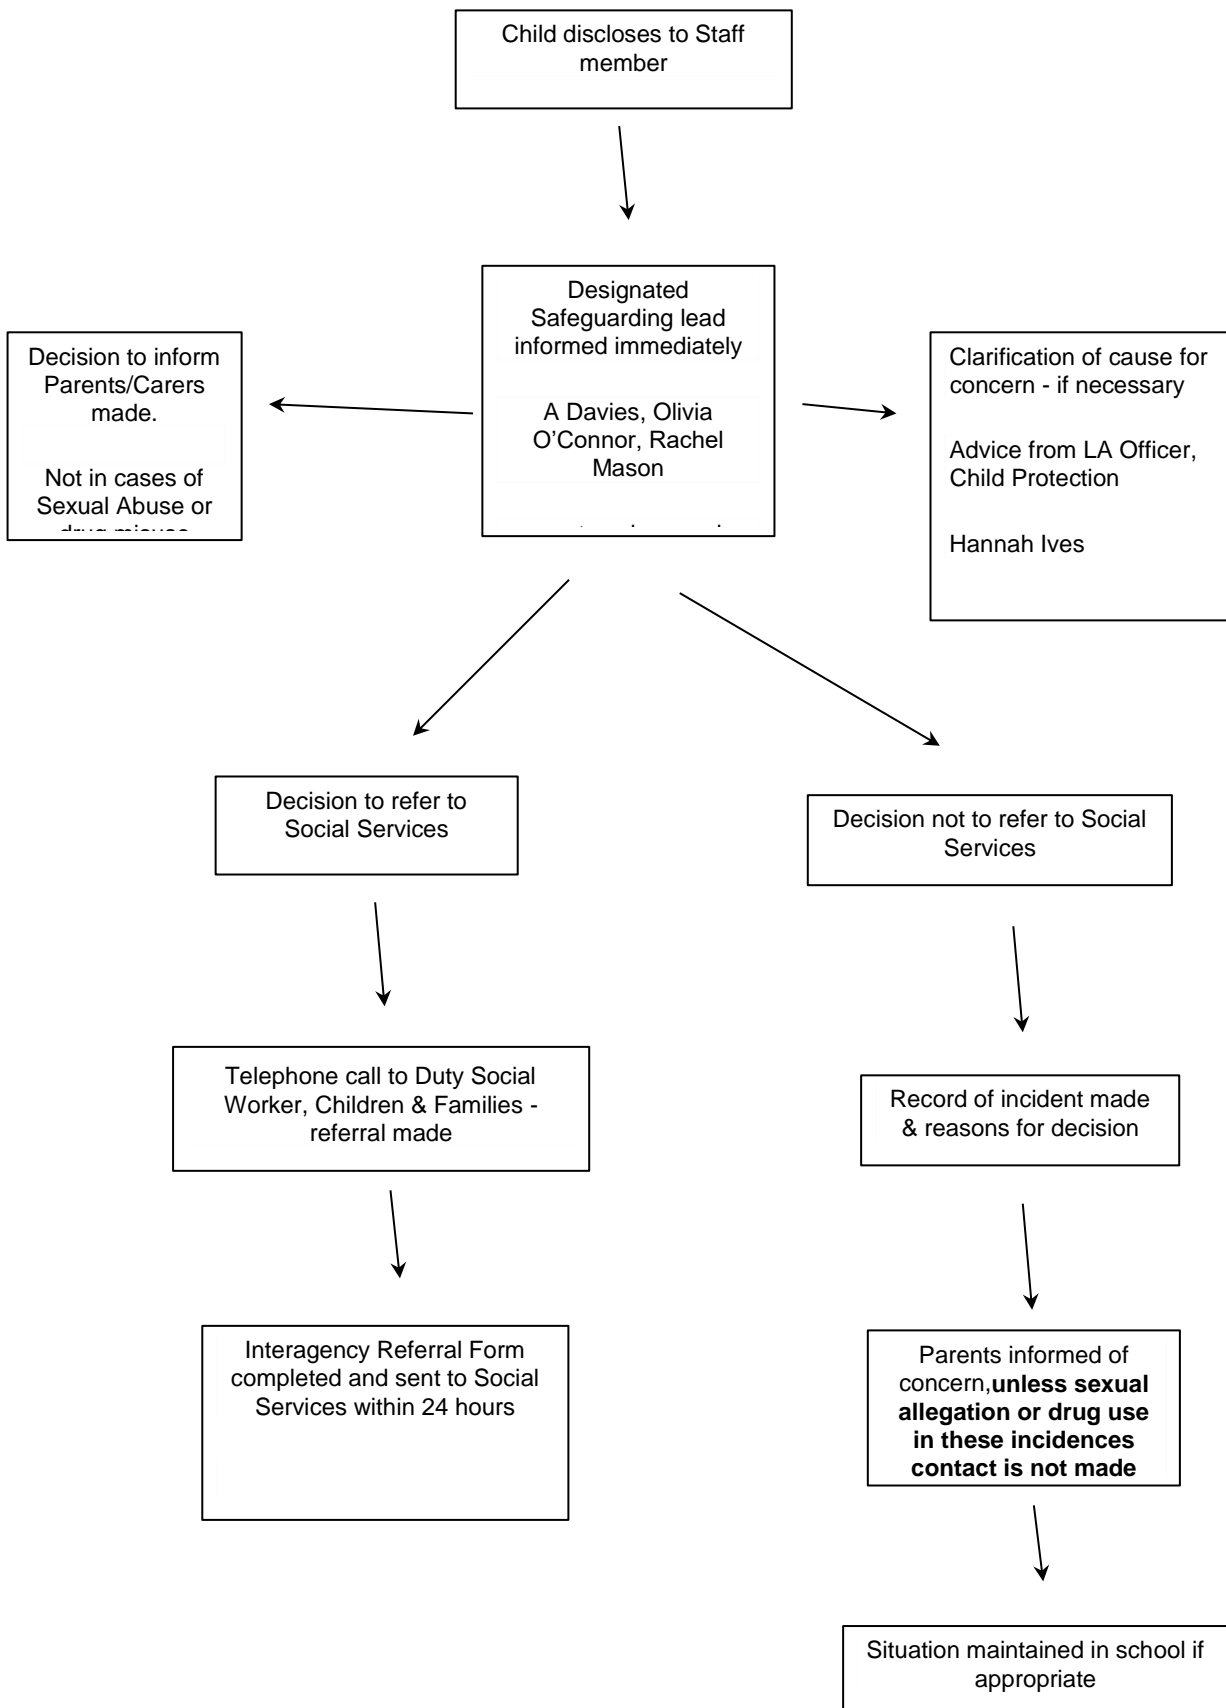 Child discloses to Staff
member
Designated
Safeguarding lead
informed immediately
A Davies, Olivia
O’Connor, Rachel
Mason
Decision to inform
Parents/Carers
made.
Not in cases of
Sexual Abuse or
drug misuse
Clarification of cause for
concern - if necessary
Advice from LA Officer,
Child Protection
Hannah Ives
Decision to refer to
Social Services
Decision not to refer to Social
Services
Telephone call to Duty Social
Worker, Children & Families -
referral made
Record of incident made
& reasons for decision
Interagency Referral Form
completed and sent to Social
Services within 24 hours
Parents informed of
concern,unless sexual
allegation or drug use
in these incidences
contact is not made
Situation maintained in school if
appropriate